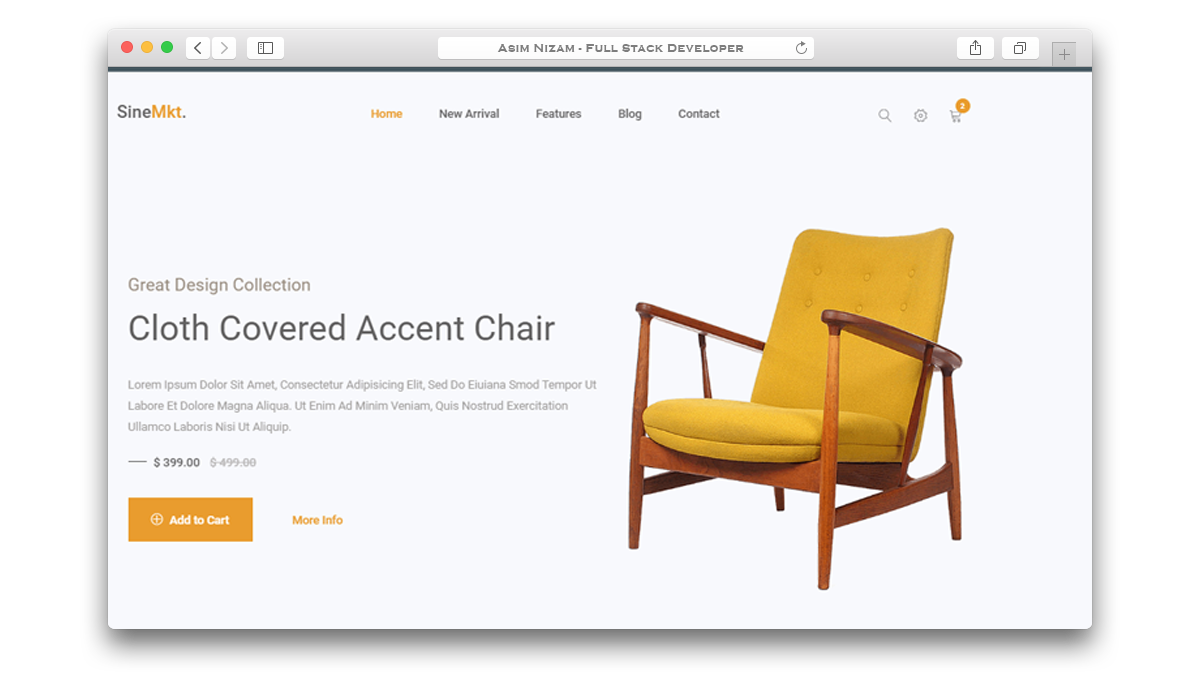 Asim Nizam - Full Stack Developer
SineMkt.
Home New Arrival Features Blog Contact
2
Great Design Collection
Cloth Covered Accent Chair
Lorem Ipsum Dolor Sit Amet, Consectetur Adipisicing Elit, Sed Do Eiuiana Smod Tempor Ut
Labore Et Dolore Magna Aliqua. Ut Enim Ad Minim Veniam, Quis Nostrud Exercitation
Ullamco Laboris Nisi Ut Aliquip.
$ 399.00 $ 499.00
Add to Cart More Info